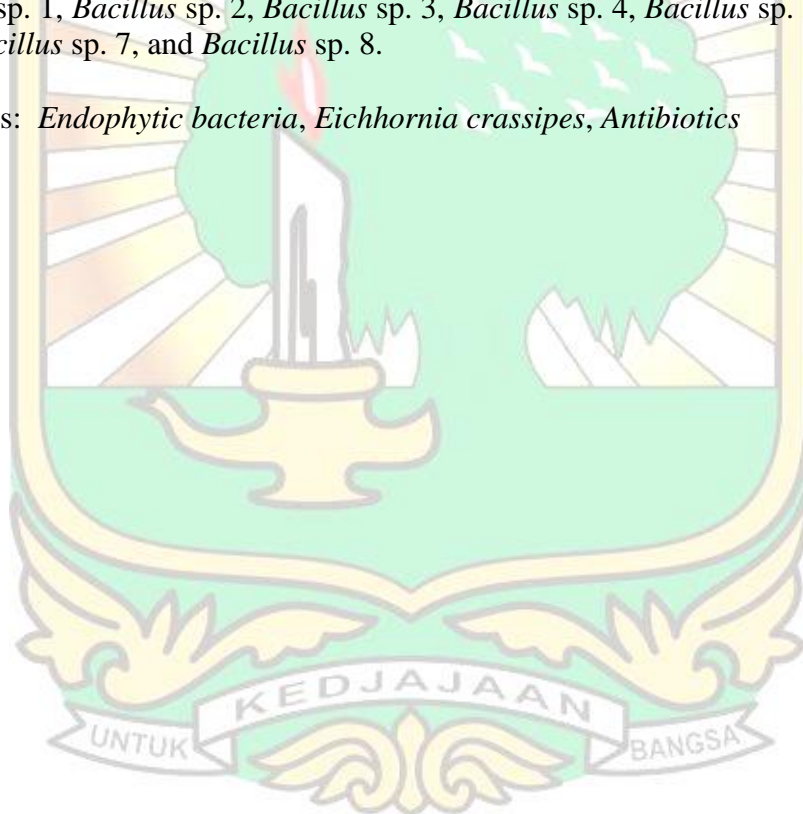 sp. 1, Bacillus sp. 2, Bacillus sp. 3, Bacillus sp. 4, Bacillus sp.
cillus sp. 7, and Bacillus sp. 8.
s: Endophytic bacteria, Eichhornia crassipes, Antibiotics
KEDJAJAAN
UNTUK
BANGSA